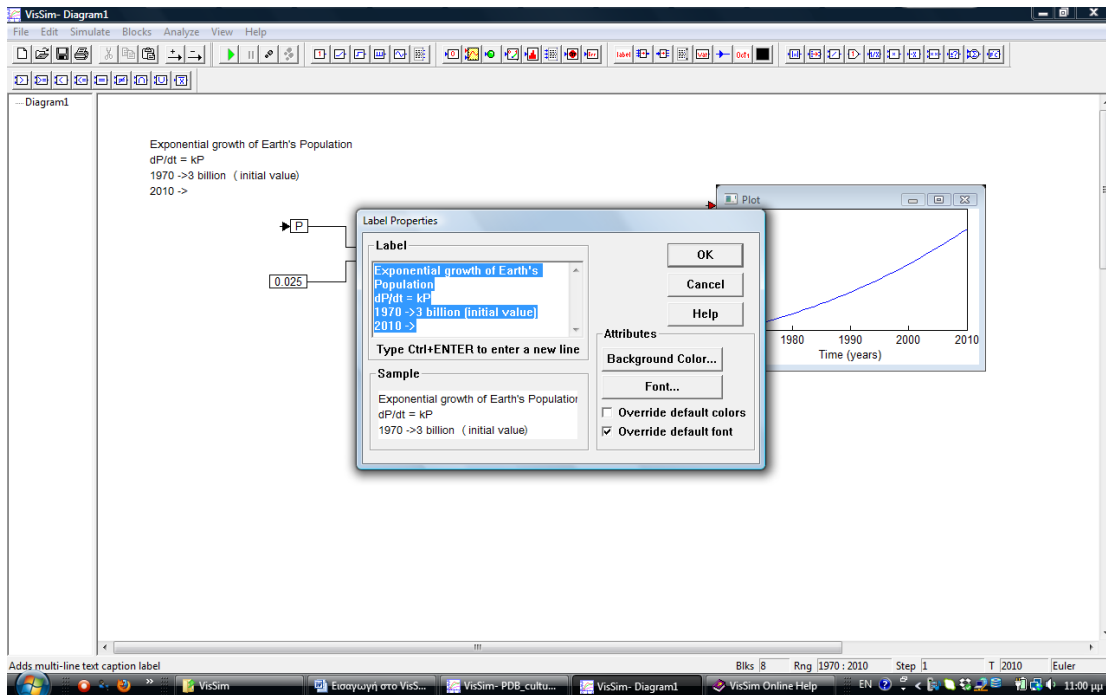 VisSim- Diagram1
File Edit Simulate Blocks Analyze View Help
Diagram1
Exponential growth of Earth's Population
dP/dt = kP
1970 ->3 billion ( initial value)
2010 ->
P
0.025
Plot
1980 1990 2000 2010
Time (years)
Label Properties
Label
Exponential growth of Earth's
Population
dP/dt = kP
1970 ->3 billion (initial value)
2010 ->
Type Ctrl+ENTER to enter a new line
Sample
Exponential growth of Earth's Population
dP/dt = kP
1970 ->3 billion ( initial value)
OK
Cancel
Help
Attributes
Background Color...
Font...
Override default colors
Override default font
Adds multi-line text caption label
Blks 8 Rng 1970 : 2010 Step 1 T 2010 Euler
VisSim Εισαγωγή στο VisS... VisSim- PDB_cultu... VisSim- Diagram1 VisSim Online Help EN 11:00 μμ